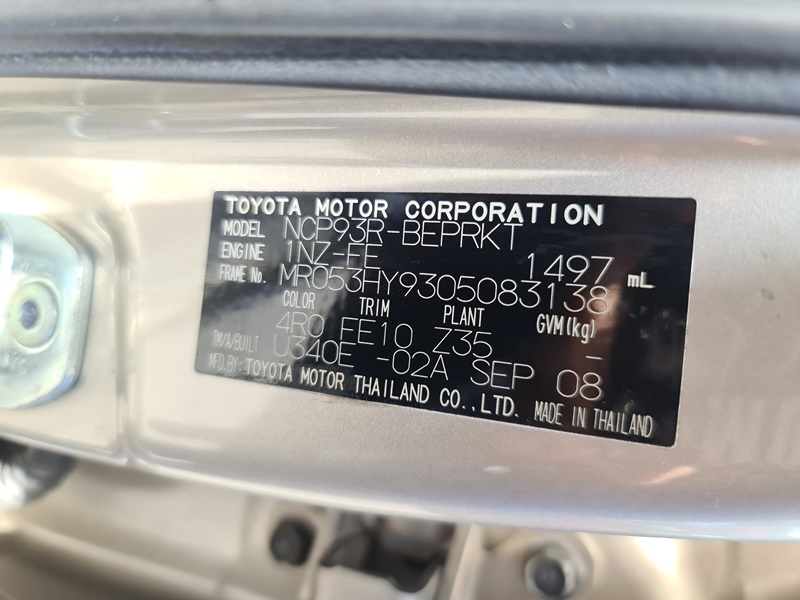 TOYOTA MOTOR CORPORATION
MODEL NCP93R-BEPRKT
ENGINE 1NZ-FE 1497 mL
FRAME No. MR053HY9305083138
COLOR TRIM PLANT GVM(kg)
4R0 FE10 Z35 -
TM/A/BUILT U340E -02A SEP 08
MFD.BY: TOYOTA MOTOR THAILAND CO.,LTD. MADE IN THAILAND